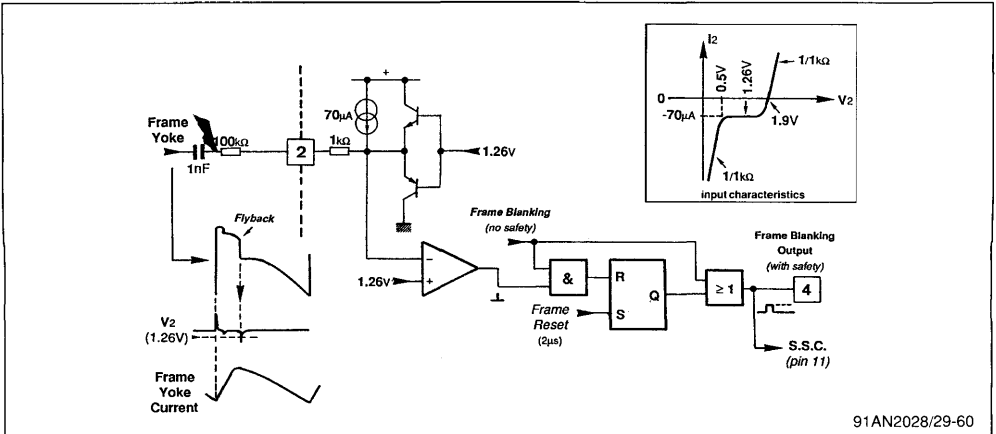 Frame
Yoke
1nF
100kΩ
2
1kΩ
70µA
+
1.26V
I2
0.5V
1.26V
1/1kΩ
0
V2
-70µA
1.9V
1/1kΩ
input characteristics
Flyback
V2
(1.26V)
Frame
Yoke
Current
1.26V
−
+
Frame Blanking
(no safety)
&
R
S
Q
Frame
Reset
(2µs)
≥ 1
Frame Blanking
Output
(with safety)
4
S.S.C.
(pin 11)
91AN2028/29-60